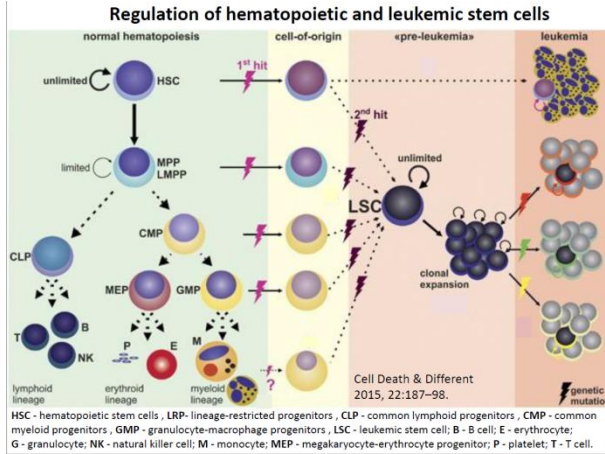 Regulation of hematopoietic and leukemic stem cells
normal hematopoiesis
cell-of-origin
«pre-leukemia»
leukemia
unlimited
HSC
1st hit
2nd hit
limited
MPP
LMPP
unlimited
LSC
CMP
CLP
clonal
expansion
MEP
GMP
T
B
NK
P
E
M
?
lymphoid
lineage
erythroid
lineage
myeloid
lineage
Cell Death & Different
2015, 22:187–98.
genetic
mutatio
HSC - hematopoietic stem cells , LRP- lineage-restricted progenitors , CLP - common lymphoid progenitors , CMP - common
myeloid progenitors , GMP - granulocyte-macrophage progenitors , LSC - leukemic stem cell; B - B cell; E - erythrocyte;
G - granulocyte; NK - natural killer cell; M - monocyte; MEP - megakaryocyte-erythrocyte progenitor; P - platelet; T - T cell.